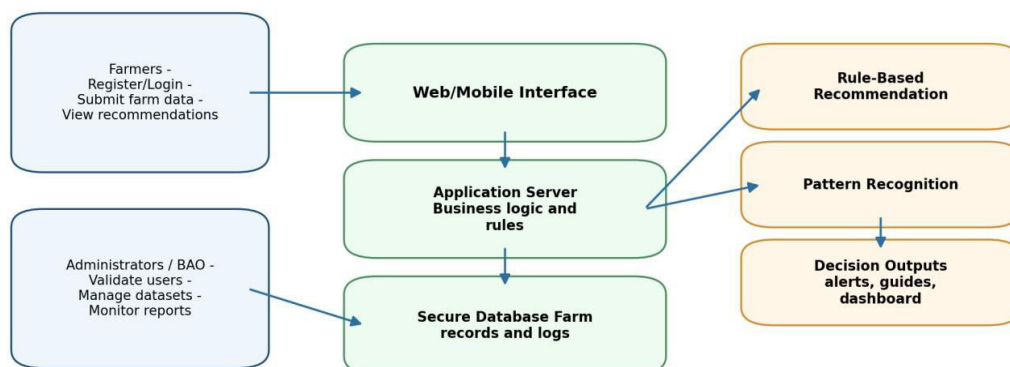 Farmers -
Register/Login -
Submit farm data -
View recommendations
Administrators / BAO -
Validate users -
Manage datasets -
Monitor reports
Web/Mobile Interface
Application Server
Business logic and
rules
Secure Database Farm
records and logs
Rule-Based
Recommendation
Pattern Recognition
Decision Outputs
alerts, guides,
dashboard